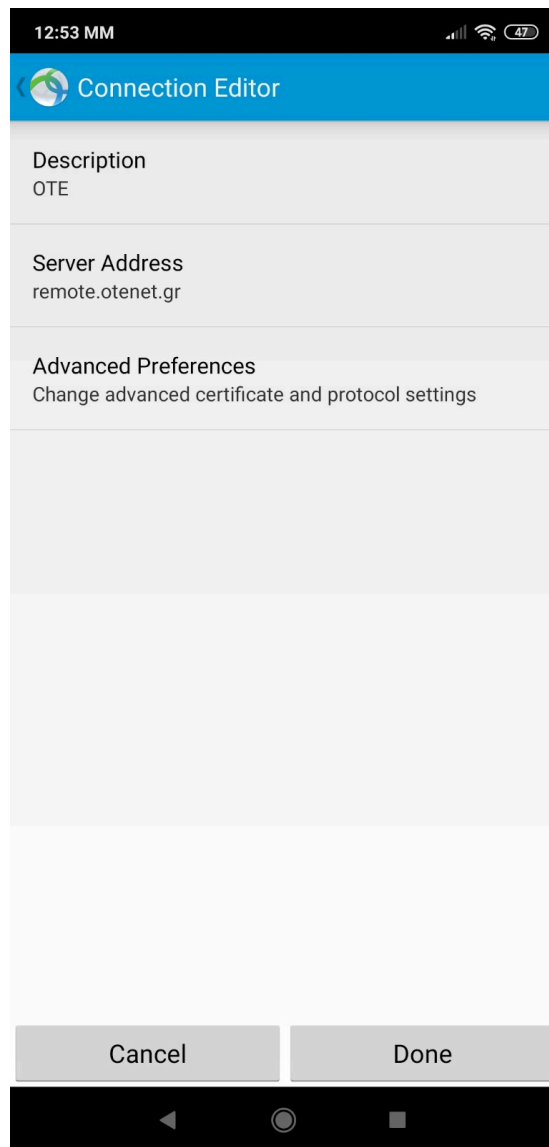 12:53 MM
47
Connection Editor
Description
OTE
Server Address
remote.otenet.gr
Advanced Preferences
Change advanced certificate and protocol settings
Cancel
Done